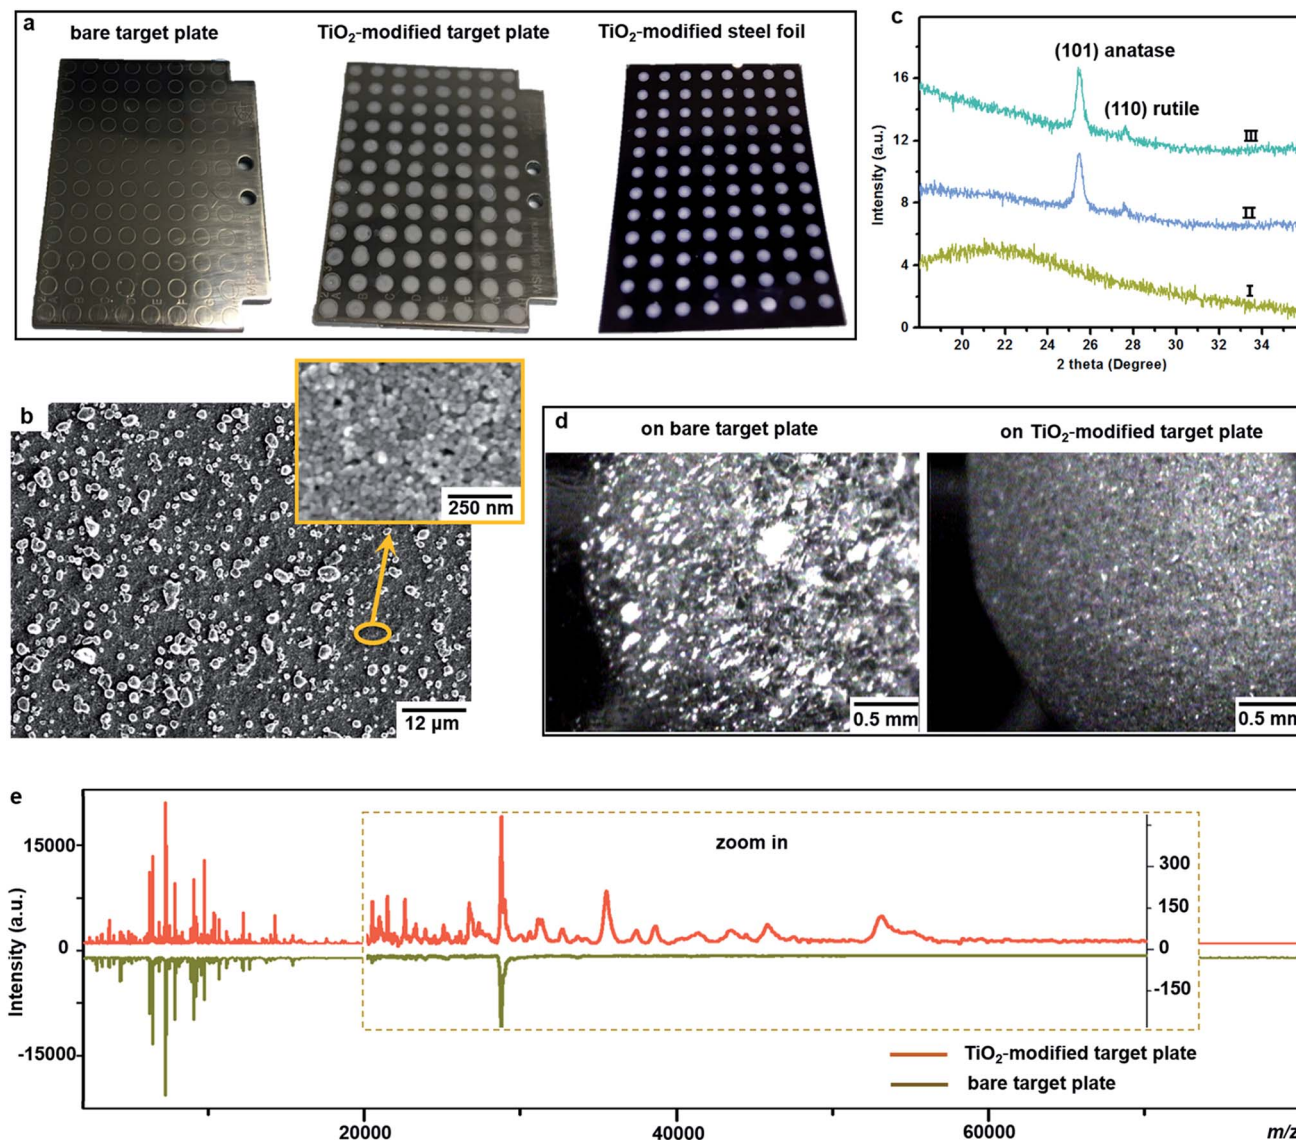 a
bare target plate
TiO₂-modified target plate
TiO₂-modified steel foil
A
B
C
D
E
F
G
c
(101) anatase
(110) rutile
III
II
I
16
12
8
4
0
Intensity (a.u.)
20 22 24 26 28 30 32 34
2 theta (Degree)
b
250 nm
12 µm
d
on bare target plate
on TiO₂-modified target plate
0.5 mm
0.5 mm
e
15000
0
-15000
Intensity (a.u.)
zoom in
300
150
0
-150
TiO₂-modified target plate
bare target plate
20000 40000 60000 m/z